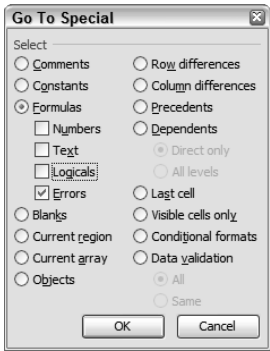 Go To Special
Select
Comments
Constants
Formulas
Numbers
Text
Logicals
Errors
Blanks
Current region
Current array
Objects
Row differences
Column differences
Precedents
Dependents
Direct only
All levels
Last cell
Visible cells only
Conditional formats
Data validation
All
Same
OK
Cancel